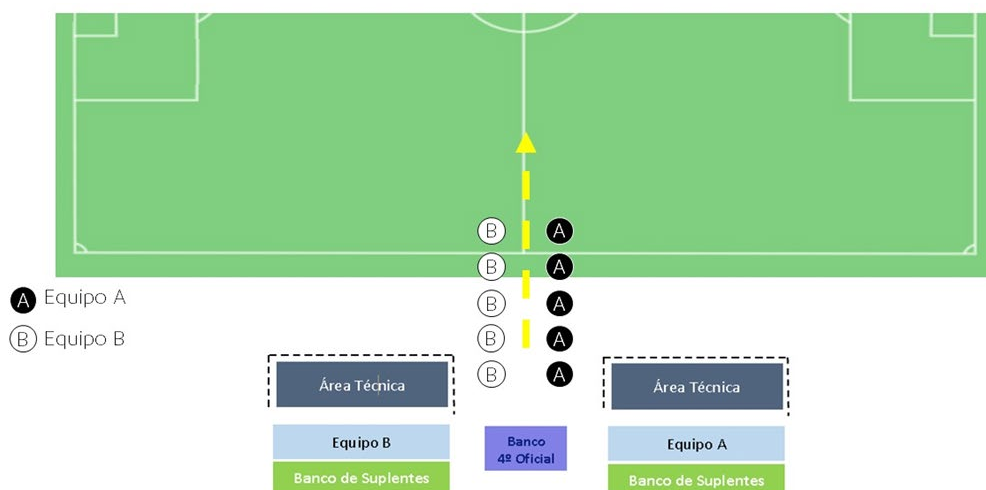 B A
B A
A Equipo A
B A
B Equipo B
B A
B A
Área Técnica
Área Técnica
Equipo B
Banco
4º Oficial
Equipo A
Banco de Suplentes
Banco de Suplentes